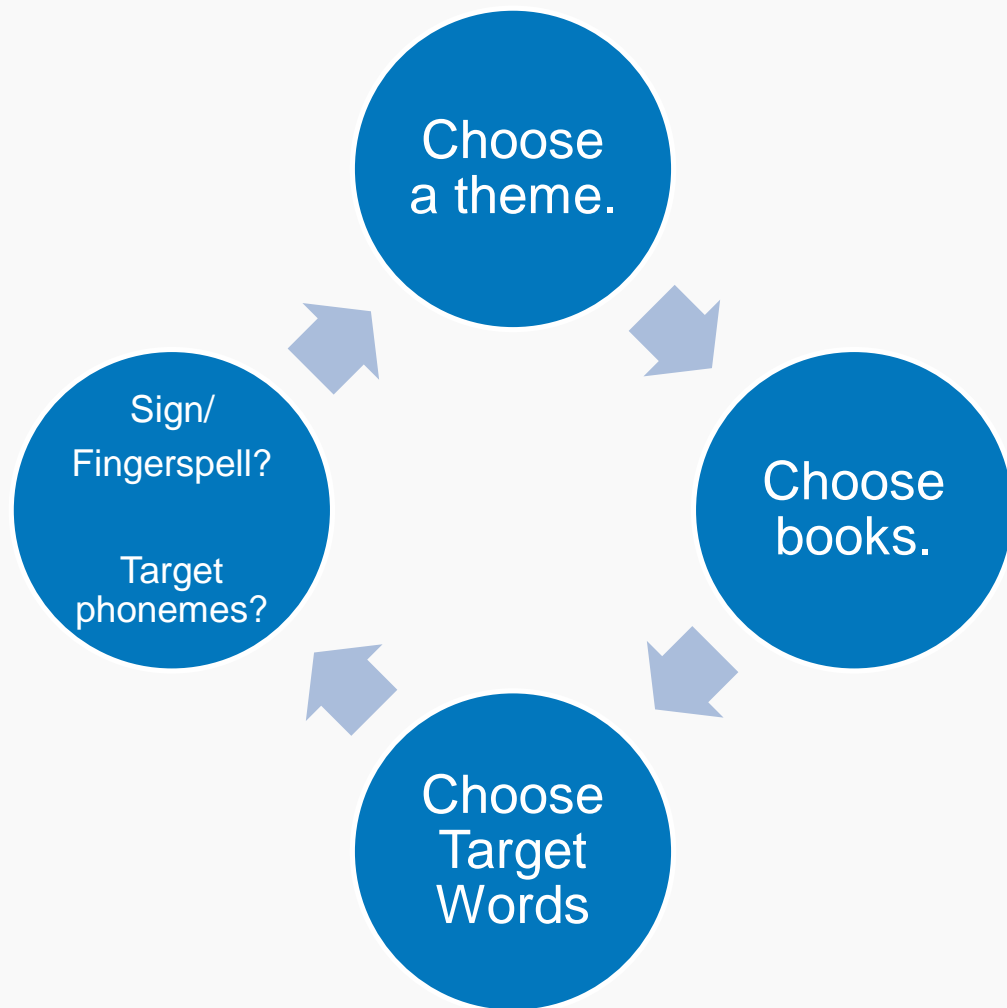 Choose
a theme.
Choose
books.
Choose
Target
Words
Sign/
Fingerspell?
Target
phonemes?